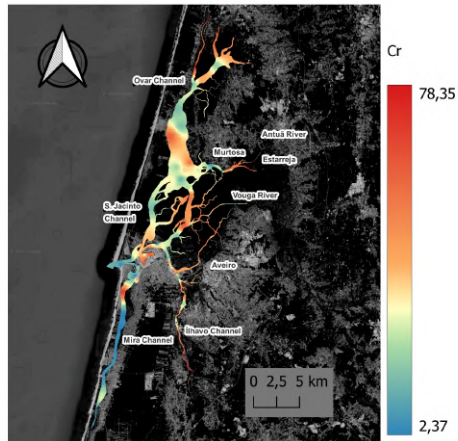 Cr
78,35
Ovar Channel
Antuã River
Murtosa
Estarreja
Vouga River
S. Jacinto
Channel
Aveiro
Ílhavo Channel
Mira Channel
0 2,5 5 km
2,37